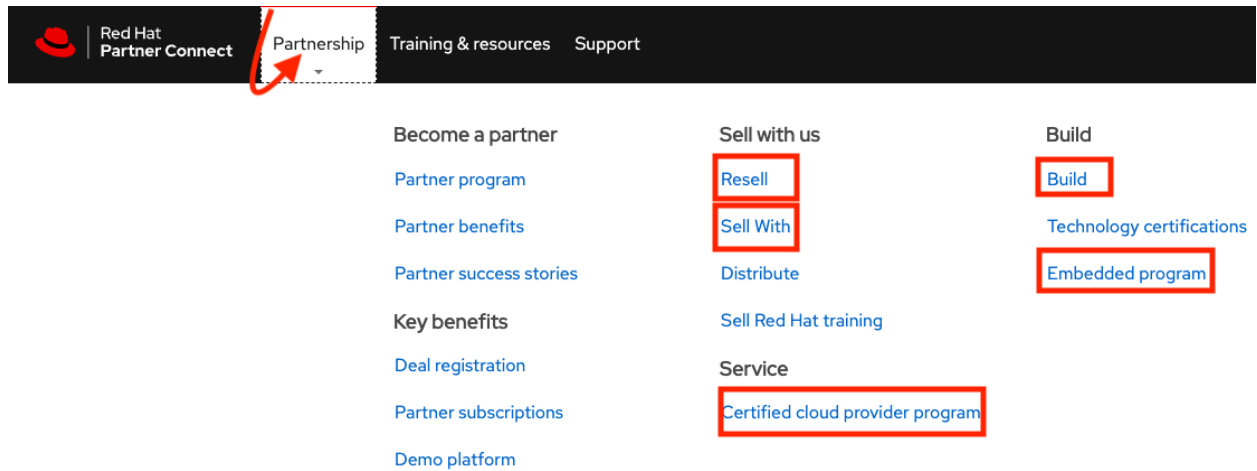 Red Hat
Partner Connect
Partnership
Training & resources
Support
Become a partner
Partner program
Partner benefits
Partner success stories
Key benefits
Deal registration
Partner subscriptions
Demo platform
Sell with us
Resell
Sell With
Distribute
Sell Red Hat training
Service
Certified cloud provider program
Build
Build
Technology certifications
Embedded program